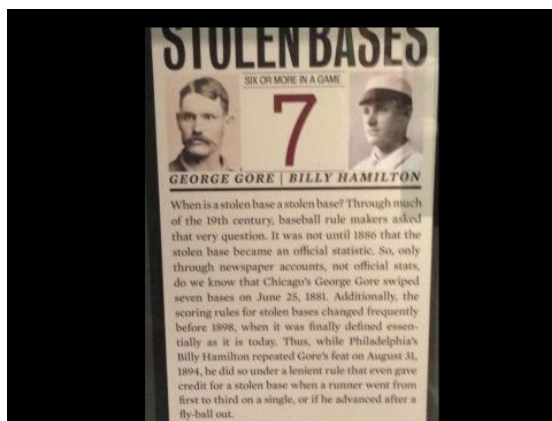 STOLEN BASES
SIX OR MORE IN A GAME
7
GEORGE GORE | BILLY HAMILTON
When is a stolen base a stolen base? Through much
of the 19th century, baseball rule makers asked
that very question. It was not until 1886 that the
stolen base became an official statistic. So, only
through newspaper accounts, not official stats,
do we know that Chicago's George Gore swiped
seven bases on June 25, 1881. Additionally, the
scoring rules for stolen bases changed frequently
before 1898, when it was finally defined essen-
tially as it is today. Thus, while Philadelphia's
Billy Hamilton repeated Gore's feat on August 31,
1894, he did so under a lenient rule that even gave
credit for a stolen base when a runner went from
first to third on a single, or if he advanced after a
fly-ball out.